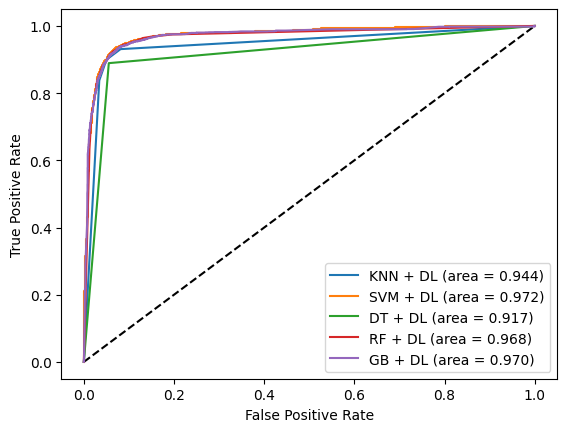 1.0
0.8
0.6
0.4
0.2
0.0
True Positive Rate
KNN + DL (area = 0.944)
SVM + DL (area = 0.972)
DT + DL (area = 0.917)
RF + DL (area = 0.968)
GB + DL (area = 0.970)
0.0 0.2 0.4 0.6 0.8 1.0
False Positive Rate